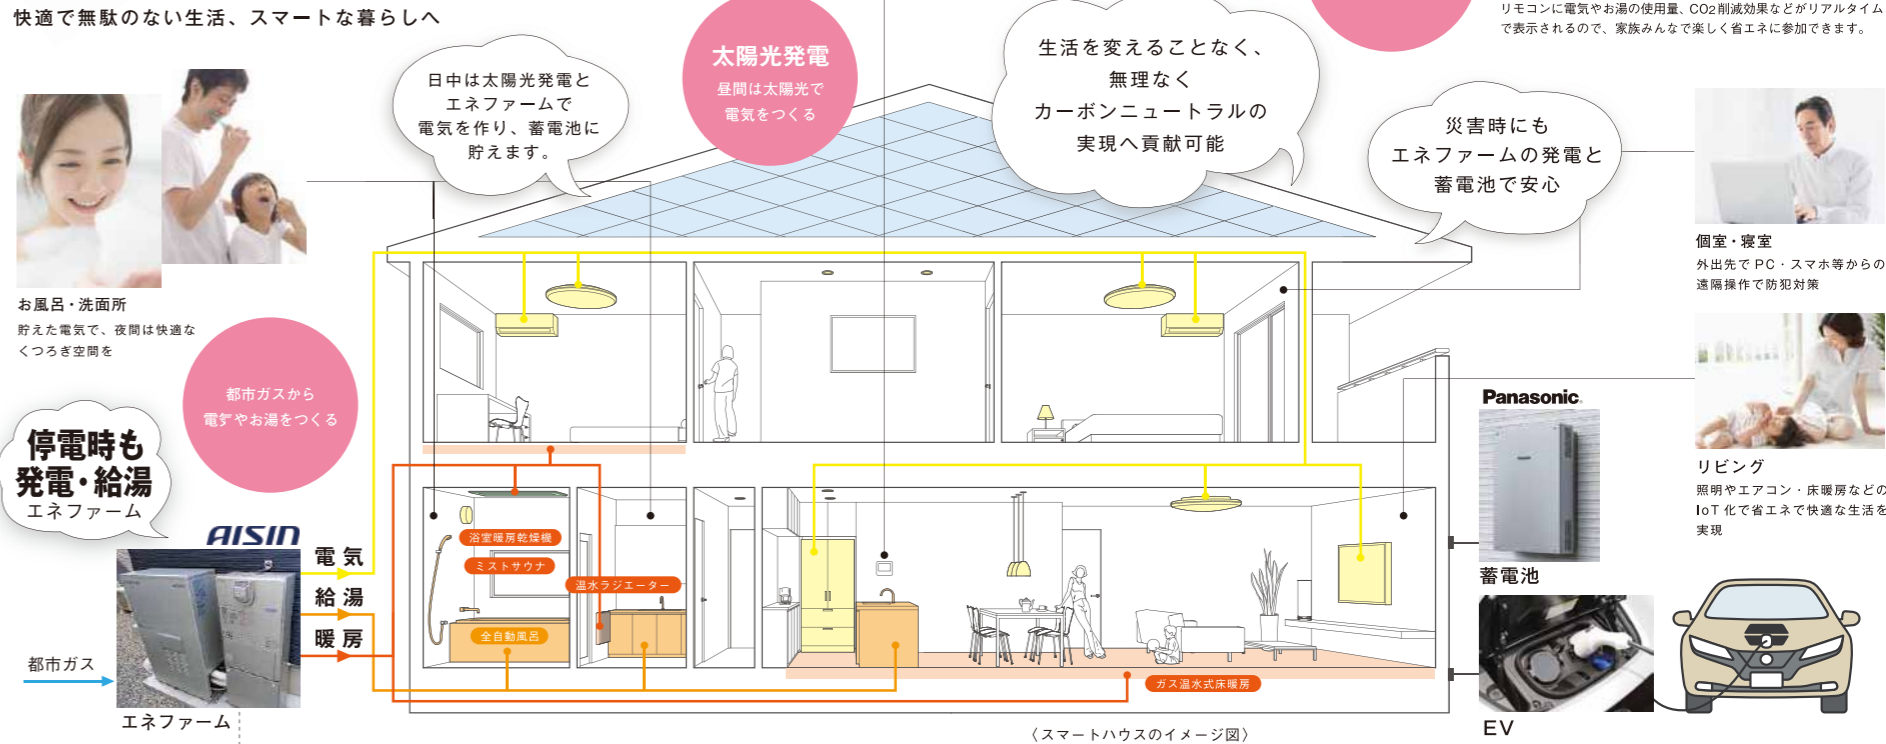 快適で無駄のない生活、スマートな暮らしへ
リモコンに電気やお湯の使用量、CO2削減効果などがリアルタイム
で表示されるので、家族みんなで楽しく省エネに参加できます。
日中は太陽光発電と
エネファームで
電気を作り、蓄電池に
貯えます。
太陽光発電
昼間は太陽光で
電気をつくる
生活を変えることなく、
無理なく
カーボンニュートラルの
実現へ貢献可能
災害時にも
エネファームの発電と
蓄電池で安心
個室・寝室
外出先でPC・スマホ等からの
遠隔操作で防犯対策
お風呂・洗面所
貯えた電気で、夜間は快適な
くつろぎ空間を
都市ガスから
電気やお湯をつくる
停電時も
発電・給湯
エネファーム
AISIN
電気
給湯
暖房
都市ガス
エネファーム
浴室暖房乾燥機
ミストサウナ
温水ラジエーター
全自動風呂
ガス温水式床暖房
Panasonic
蓄電池
リビング
照明やエアコン・床暖房などの
IoT化で省エネで快適な生活を
実現
EV
〈スマートハウスのイメージ図〉